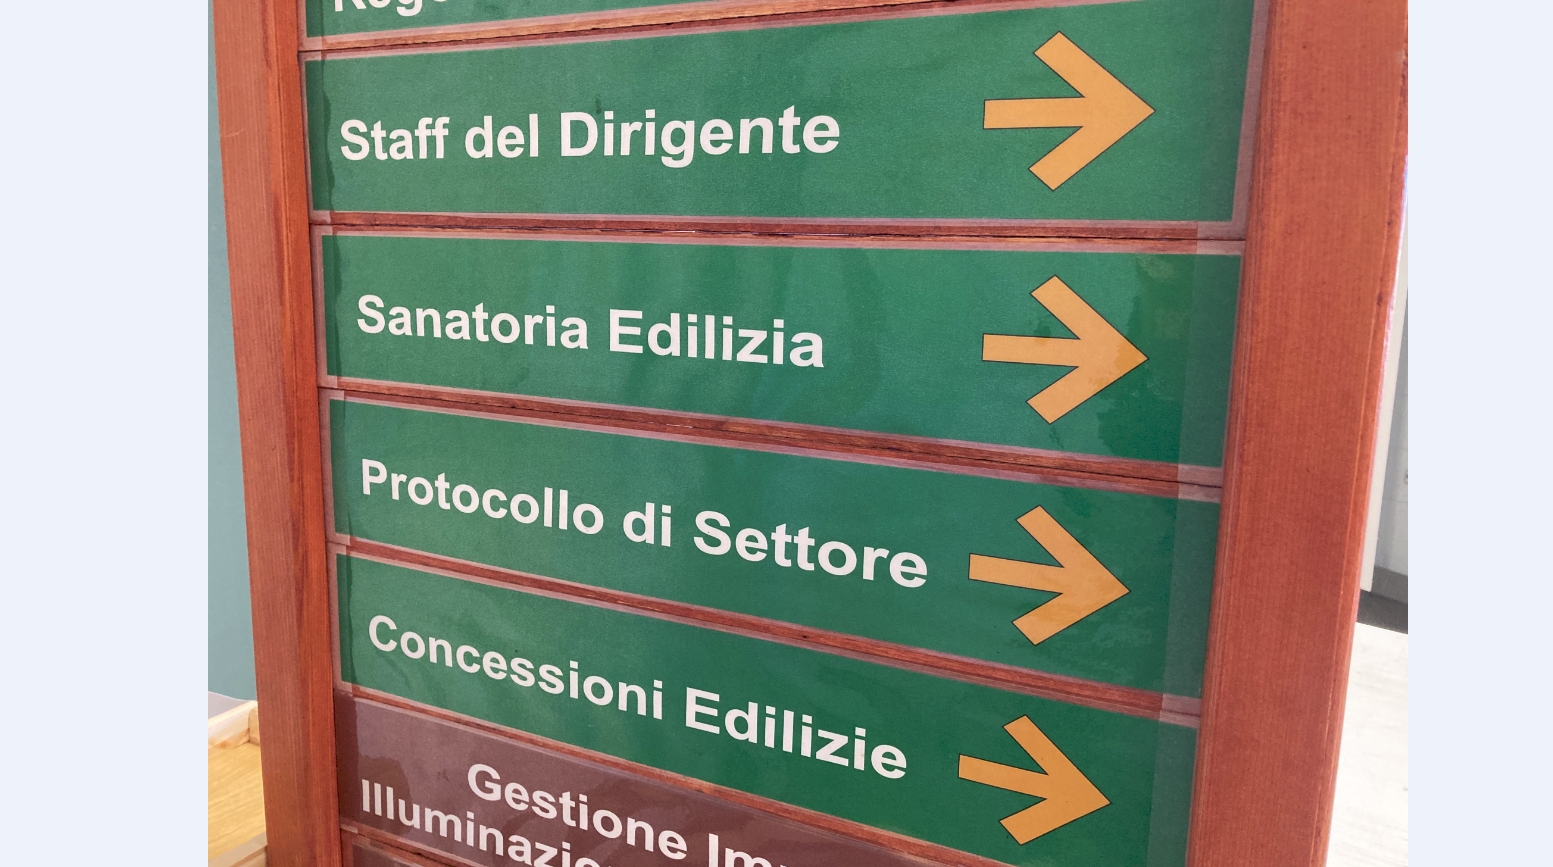 Staff del Dirigente
Sanatoria Edilizia
Protocollo di Settore
Concessioni Edilizie
Gestione